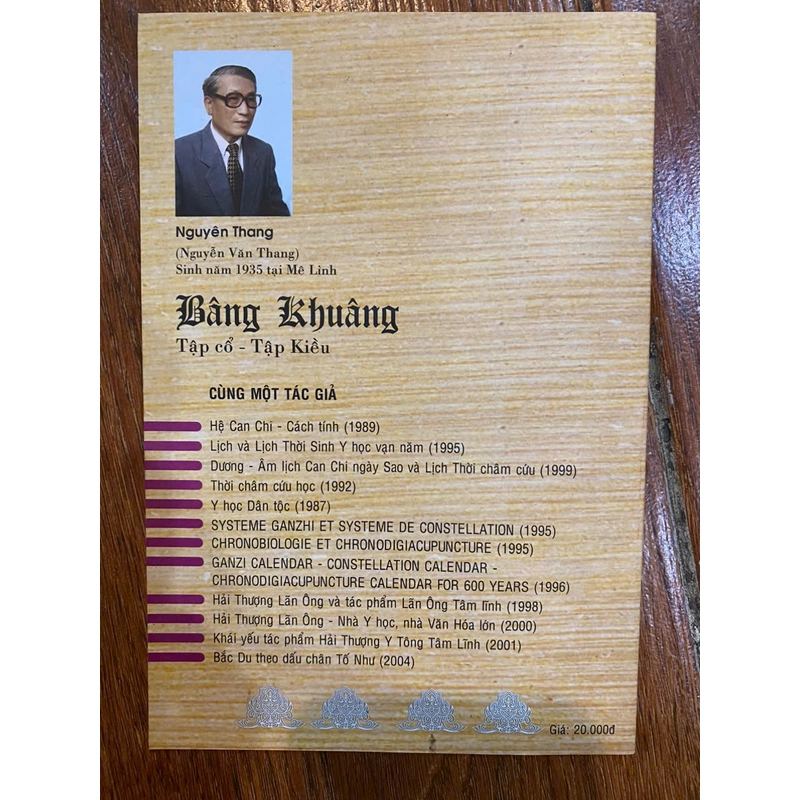 Nguyên Thang
(Nguyễn Văn Thang)
Sinh năm 1935 tại Mê Linh
Bâng Khuâng
Tập cổ - Tập Kiều
CÙNG MỘT TÁC GIẢ
Hệ Can Chi - Cách tính (1989)
Lịch và Lịch Thời Sinh Y học vạn năm (1995)
Dương - Âm lịch Can Chi ngày Sao và Lịch Thời châm cứu (1999)
Thời châm cứu học (1992)
Y học Dân tộc (1987)
SYSTEME GANZHI ET SYSTEME DE CONSTELLATION (1995)
CHRONOBIOLOGIE ET CHRONODIGIACUPUNCTURE (1995)
GANZI CALENDAR - CONSTELLATION CALENDAR -
CHRONODIGIACUPUNCTURE CALENDAR FOR 600 YEARS (1996)
Hải Thượng Lãn Ông và tác phẩm Lãn Ông Tâm lĩnh (1998)
Hải Thượng Lãn Ông - Nhà Y học, nhà Văn Hóa lớn (2000)
Khái yếu tác phẩm Hải Thượng Y Tông Tâm Lĩnh (2001)
Bắc Du theo dấu chân Tố Như (2004)
Giá: 20.000đ